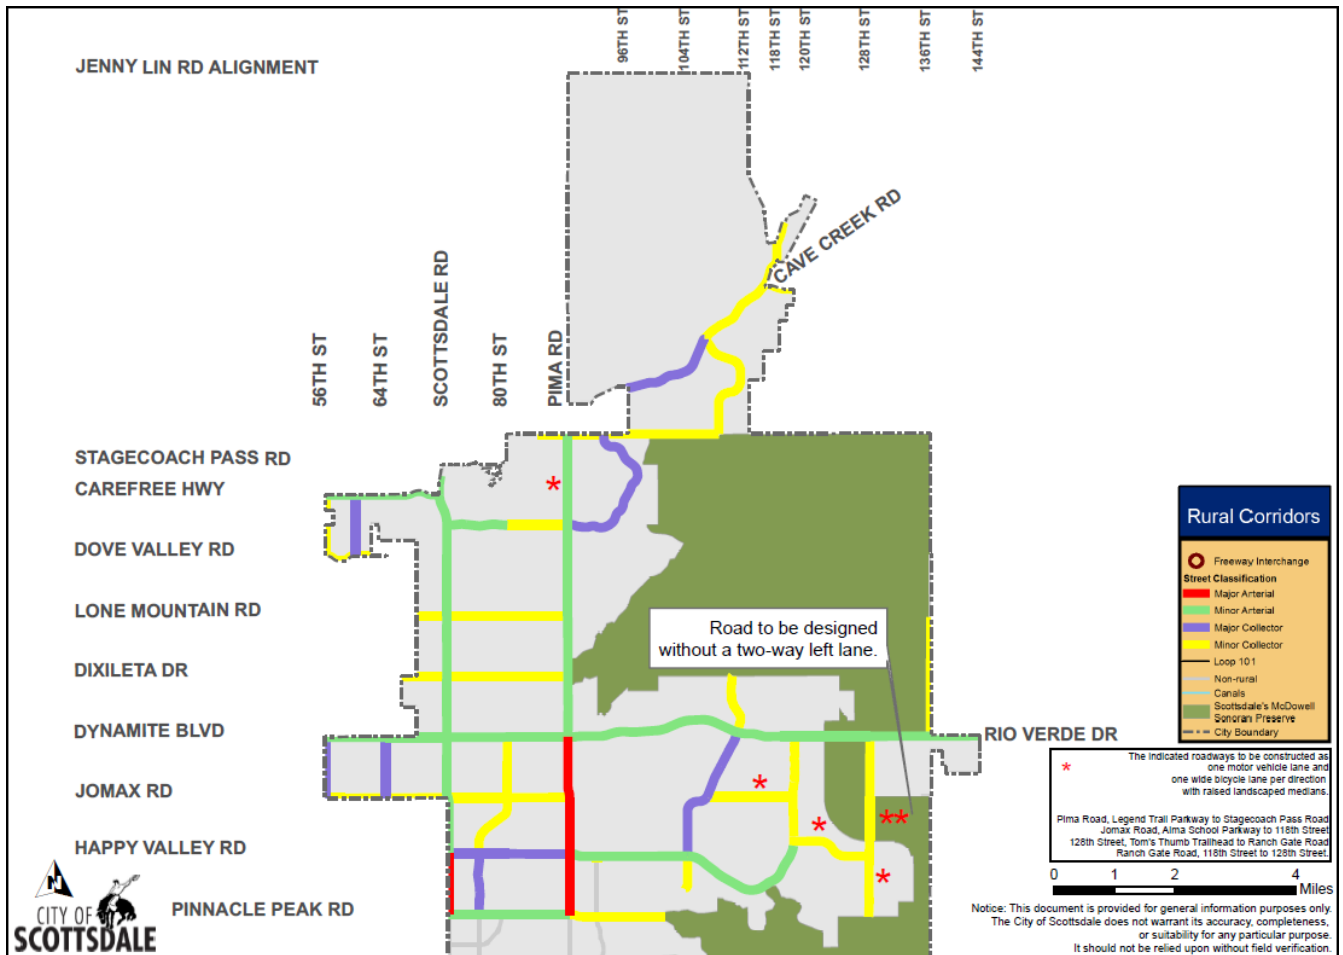 96TH ST
104TH ST
112TH ST
118TH ST
120TH ST
128TH ST
136TH ST
144TH ST
JENNY LIN RD ALIGNMENT
CAVE CREEK RD
56TH ST
64TH ST
SCOTTSDALE RD
80TH ST
PIMA RD
STAGECOACH PASS RD
CAREFREE HWY
DOVE VALLEY RD
LONE MOUNTAIN RD
DIXILETA DR
DYNAMITE BLVD
JOMAX RD
HAPPY VALLEY RD
PINNACLE PEAK RD
RIO VERDE DR
*
*
*
**
*
Road to be designed
without a two-way left lane.
Rural Corridors
Freeway Interchange
Street Classification
Major Arterial
Minor Arterial
Major Collector
Minor Collector
Loop 101
Non-rural
Canals
Scottsdale's McDowell
Sonoran Preserve
City Boundary
* The indicated roadways to be constructed as
one motor vehicle lane and
one wide bicycle lane per direction
with raised landscaped medians.
Pima Road, Legend Trail Parkway to Stagecoach Pass Road
Jomax Road, Alma School Parkway to 118th Street
128th Street, Tom's Thumb Trailhead to Ranch Gate Road
Ranch Gate Road, 118th Street to 128th Street.
0 1 2 4
Miles
Notice: This document is provided for general information purposes only.
The City of Scottsdale does not warrant its accuracy, completeness,
or suitability for any particular purpose.
It should not be relied upon without field verification.
N
CITY OF
SCOTTSDALE